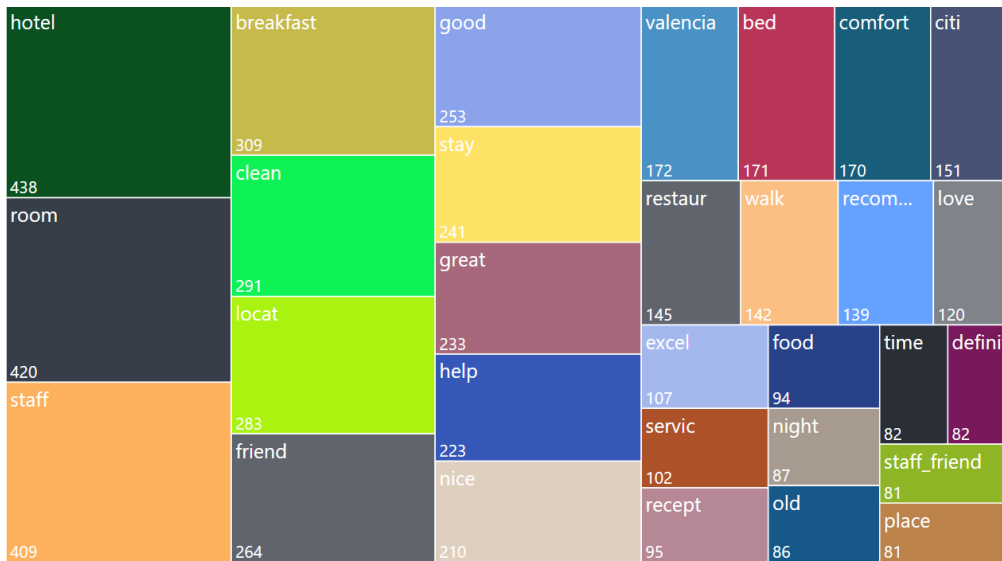 hotel
438
room
420
staff
409
breakfast
309
clean
291
locat
283
friend
264
good
253
stay
241
great
233
help
223
nice
210
valencia
172
bed
171
comfort
170
citi
151
restaur
145
walk
142
recom...
139
love
120
excel
107
servic
102
recept
95
food
94
night
87
old
86
time
82
definit
82
staff_friend
81
place
81